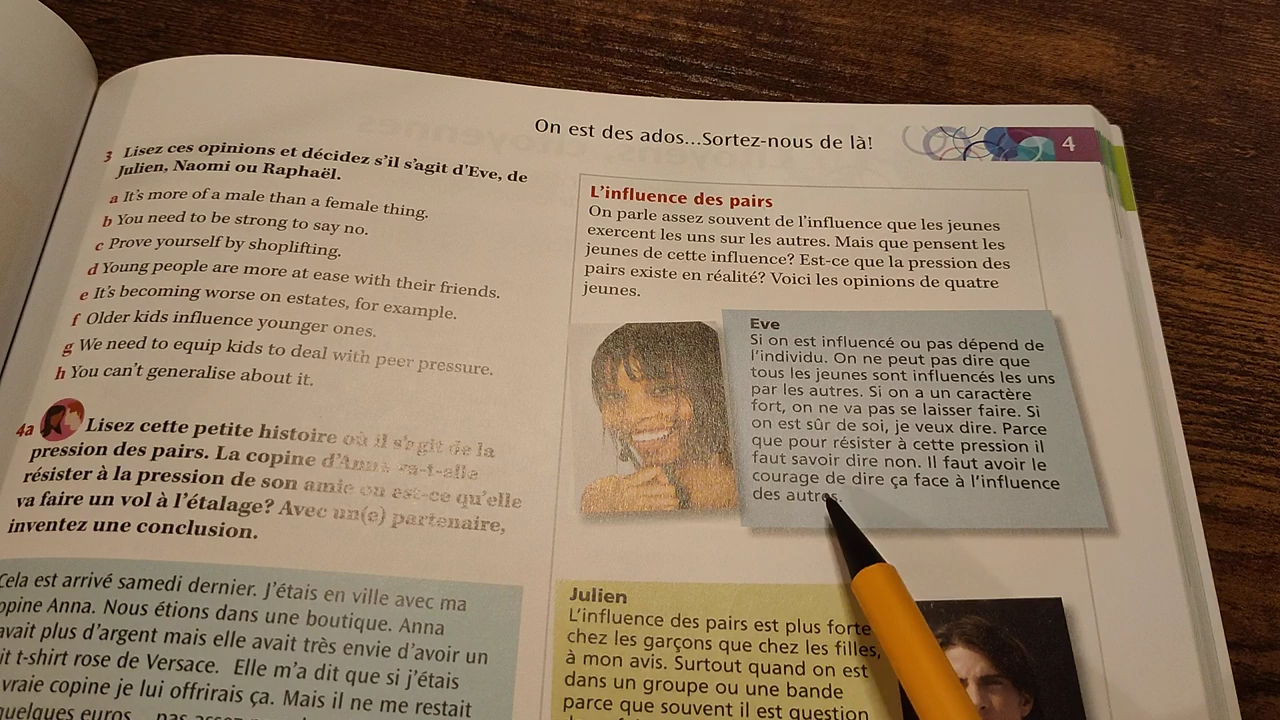 On est des ados...Sortez-nous de là!
4
3 Lisez ces opinions et décidez s'il s'agit d'Eve, de
Julien, Naomi ou Raphaël.
a It's more of a male than a female thing.
b You need to be strong to say no.
c Prove yourself by shoplifting.
d Young people are more at ease with their friends.
e It's becoming worse on estates, for example.
f Older kids influence younger ones.
g We need to equip kids to deal with peer pressure.
h You can't generalise about it.
4a Lisez cette petite histoire où il s'agit de la
pression des pairs. La copine d'Anna va-t-elle
résister à la pression de son amie ou est-ce qu'elle
va faire un vol à l'étalage? Avec un(e) partenaire,
inventez une conclusion.
Cela est arrivé samedi dernier. J'étais en ville avec ma
Anna. Nous étions dans une boutique. Anna
avait plus d'argent mais elle avait très envie d'avoir un
t-shirt rose de Versace. Elle m'a dit que si j'étais
vraie copine je lui offrirais ça. Mais il ne me restait
quelques euros
L'influence des pairs
On parle assez souvent de l'influence que les jeunes
exercent les uns sur les autres. Mais que pensent les
jeunes de cette influence? Est-ce que la pression des
pairs existe en réalité? Voici les opinions de quatre
jeunes.
Eve
Si on est influencé ou pas dépend de
l'individu. On ne peut pas dire que
tous les jeunes sont influencés les uns
par les autres. Si on a un caractère
fort, on ne va pas se laisser faire. Si
on est sûr de soi, je veux dire. Parce
que pour résister à cette pression il
faut savoir dire non. Il faut avoir le
courage de dire ça face à l'influence
des autres.
Julien
L'influence des pairs est plus forte
chez les garçons que chez les filles,
à mon avis. Surtout quand on est
dans un groupe ou une bande
parce que souvent il est question